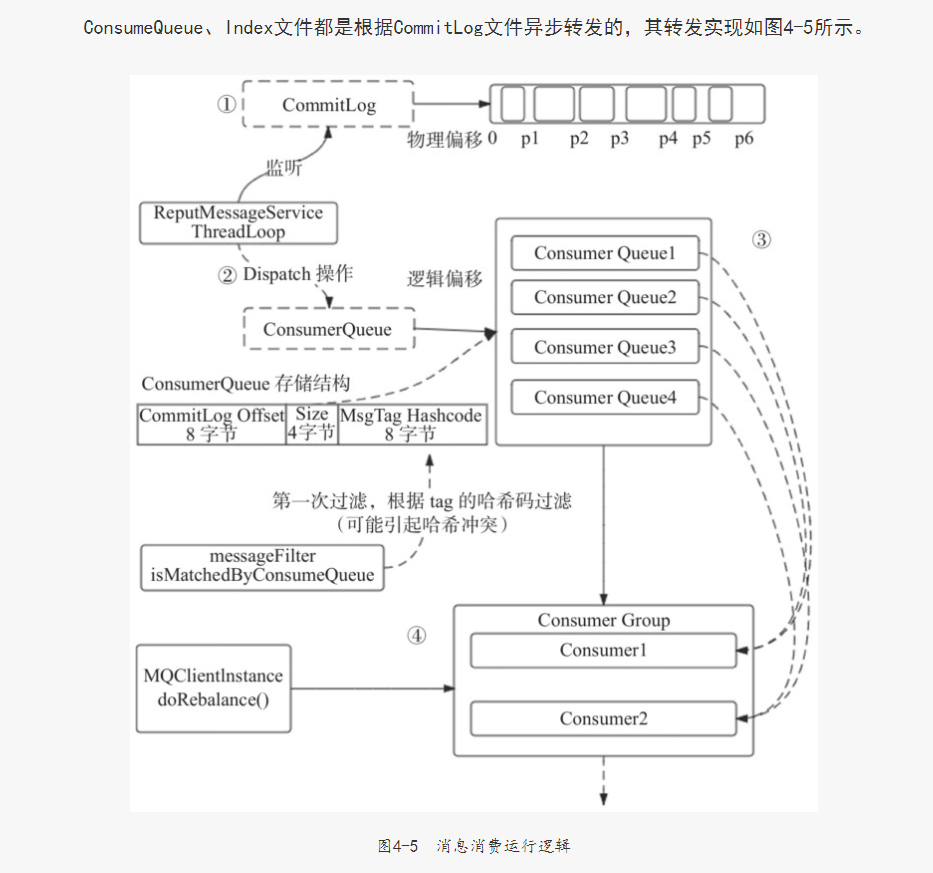 ConsumeQueue、Index文件都是根据CommitLog文件异步转发的，其转发实现如图4-5所示。
① CommitLog
物理偏移 0 p1 p2 p3 p4 p5 p6
监听
ReputMessageService
ThreadLoop
② Dispatch 操作
逻辑偏移
ConsumerQueue
③
Consumer Queue1
Consumer Queue2
Consumer Queue3
Consumer Queue4
ConsumerQueue 存储结构
CommitLog Offset
8 字节
Size
4字节
MsgTag Hashcode
8 字节
第一次过滤，根据 tag 的哈希码过滤
（可能引起哈希冲突）
messageFilter
isMatchedByConsumeQueue
④
Consumer Group
Consumer1
Consumer2
MQClientInstance
doRebalance()
图4-5 消息消费运行逻辑